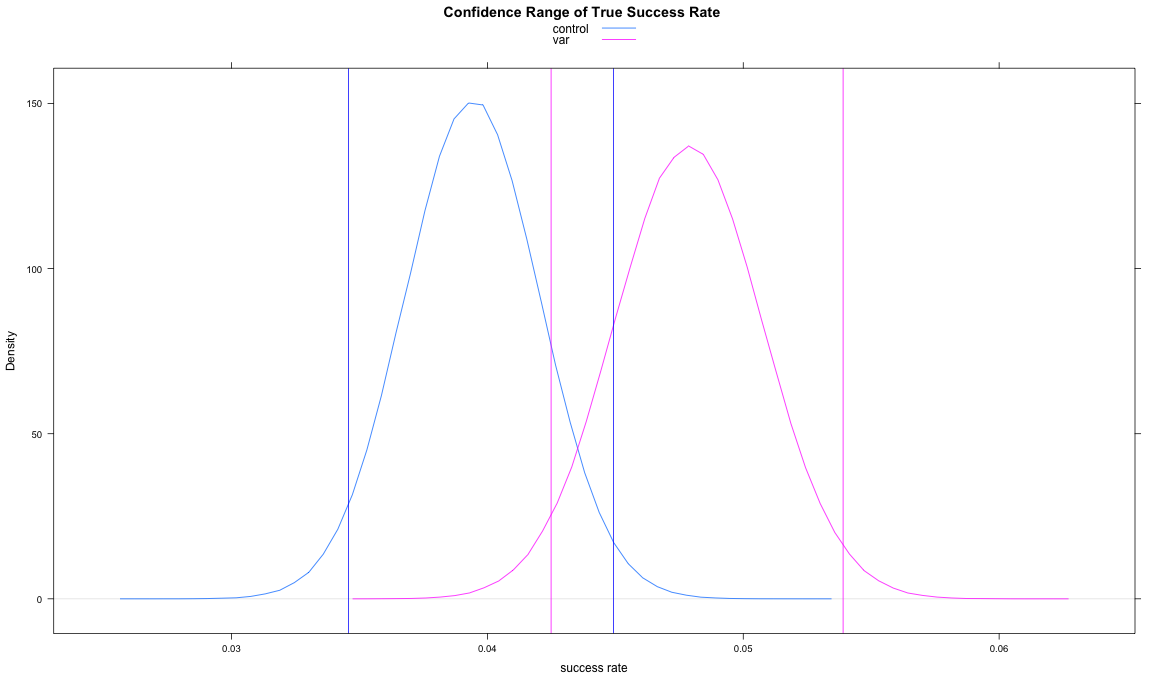 Confidence Range of True Success Rate
control
var
150
100
50
0
Density
0.03 0.04 0.05 0.06
success rate